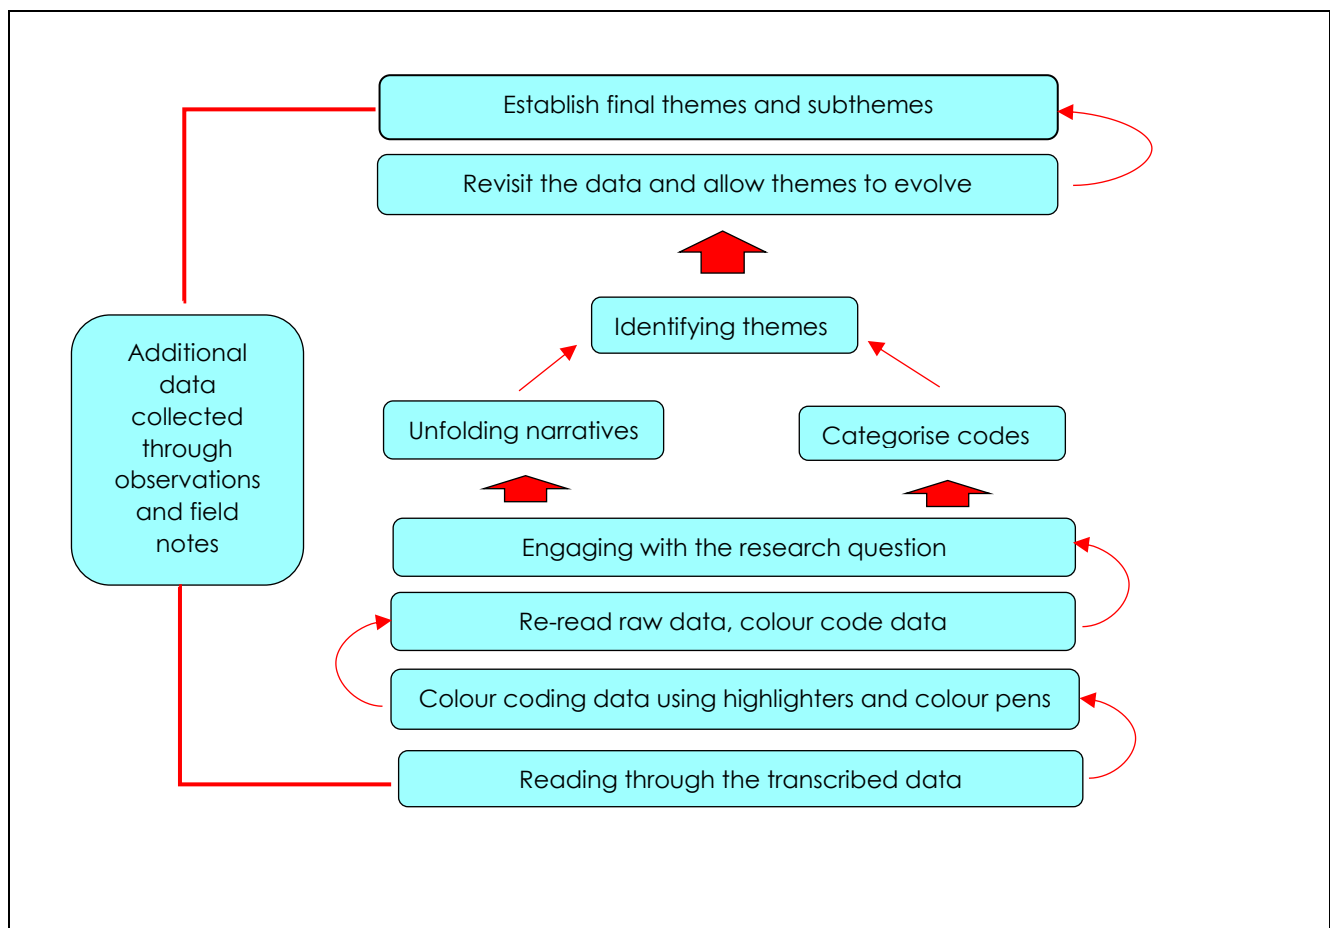 Establish final themes and subthemes
Revisit the data and allow themes to evolve
Identifying themes
Additional
data
collected
through
observations
and field
notes
Unfolding narratives
Categorise codes
Engaging with the research question
Re-read raw data, colour code data
Colour coding data using highlighters and colour pens
Reading through the transcribed data